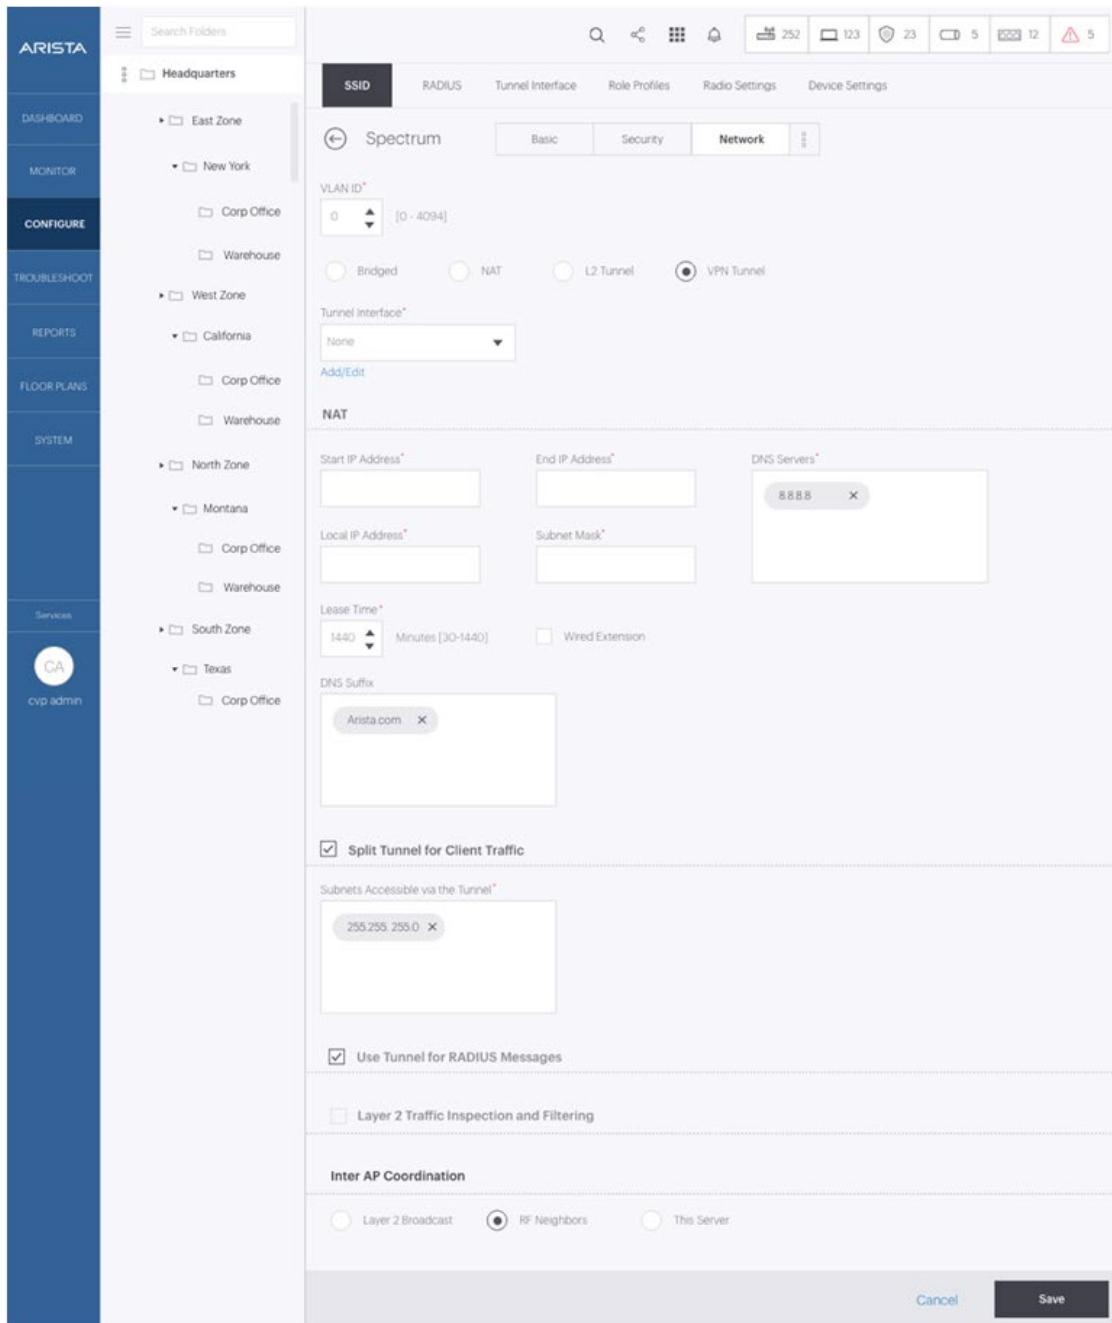 ARISTA
Search Folders
252 123 23 5 12 5
Headquarters
SSID RADIUS Tunnel Interface Role Profiles Radio Settings Device Settings
DASHBOARD
East Zone
Spectrum Basic Security Network
MONITOR
New York
VLAN ID*
CONFIGURE
Corp Office
0 [0 - 4094]
Warehouse
TROUBLESHOOT
Bridged NAT L2 Tunnel VPN Tunnel
West Zone
Tunnel Interface*
REPORTS
California
None
Add/Edit
FLOOR PLANS
Corp Office
NAT
Warehouse
SYSTEM
Start IP Address* End IP Address* DNS Servers*
North Zone
8.8.8.8
Montana
Local IP Address* Subnet Mask*
Corp Office
Warehouse
Lease Time*
Services
South Zone
1440 Minutes [30-1440] Wired Extension
CA
Texas
DNS Suffix
cvp admin
Corp Office
Arista.com
Split Tunnel for Client Traffic
Subnets Accessible via the Tunnel*
255.255. 255.0
Use Tunnel for RADIUS Messages
Layer 2 Traffic Inspection and Filtering
Inter AP Coordination
Layer 2 Broadcast RF Neighbors This Server
Cancel Save